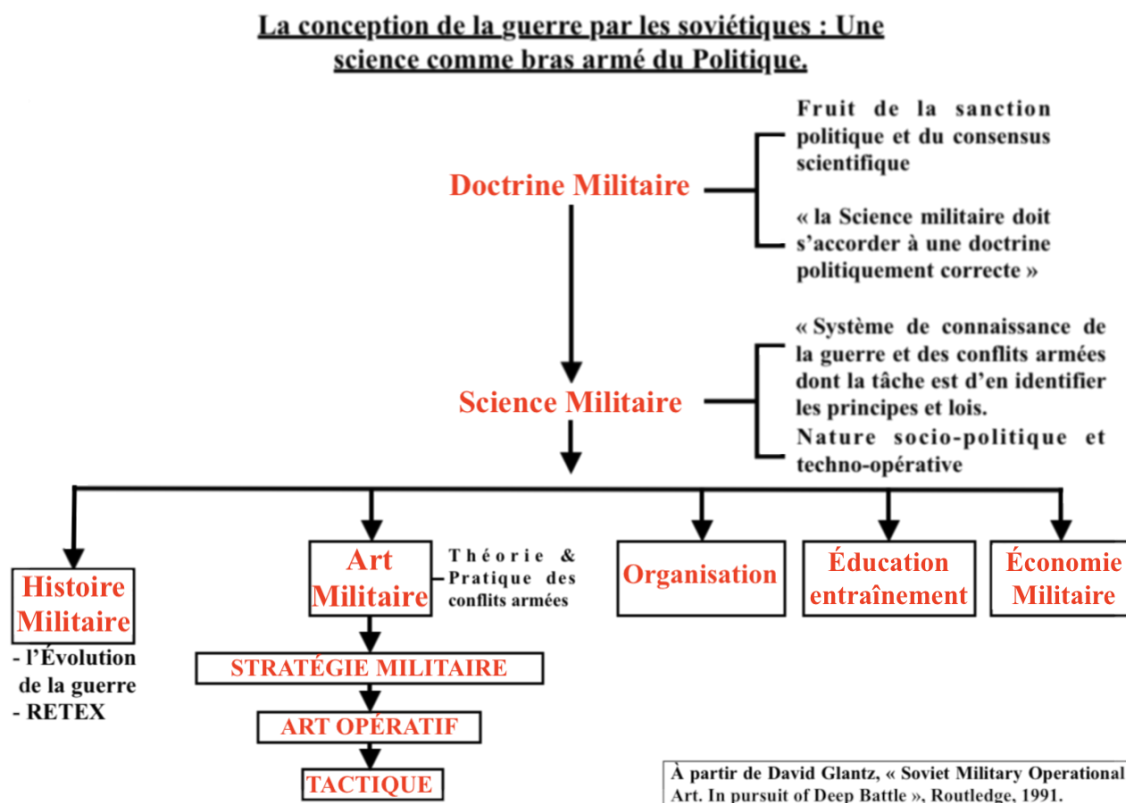 La conception de la guerre par les soviétiques : Une
science comme bras armé du Politique.
Doctrine Militaire
Fruit de la sanction
politique et du consensus
scientifique
« la Science militaire doit
s'accorder à une doctrine
politiquement correcte »
Science Militaire
« Système de connaissance de
la guerre et des conflits armées
dont la tâche est d'en identifier
les principes et lois.
Nature socio-politique et
techno-opérative
Histoire
Militaire
- l'Évolution
de la guerre
- RETEX
Art
Militaire
Théorie &
Pratique des
conflits armées
STRATÉGIE MILITAIRE
ART OPÉRATIF
TACTIQUE
Organisation
Éducation
entraînement
Économie
Militaire
À partir de David Glantz, « Soviet Military Operational
Art. In pursuit of Deep Battle », Routledge, 1991.